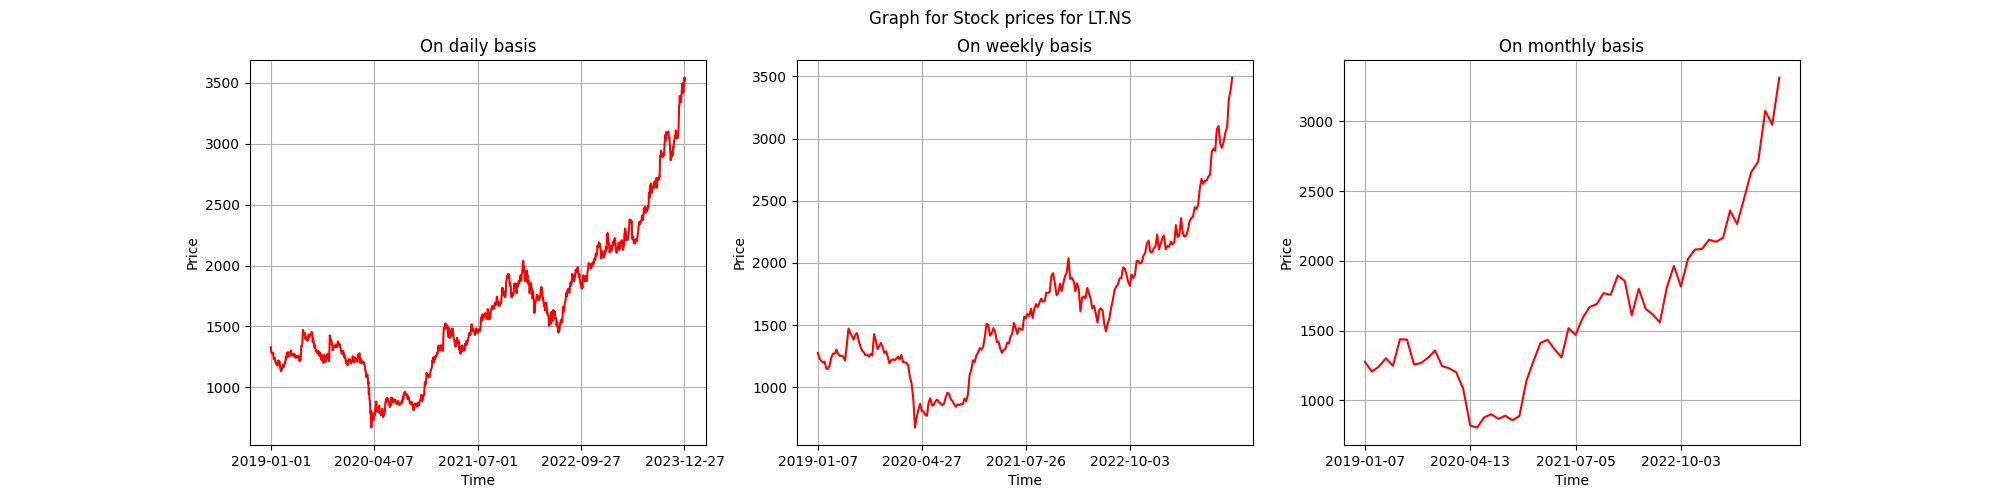 Graph for Stock prices for LT.NS
On daily basis
3500
3000
2500
2000
1500
1000
Price
2019-01-01 2020-04-07 2021-07-01 2022-09-27 2023-12-27
Time
On weekly basis
3500
3000
2500
2000
1500
1000
Price
2019-01-07 2020-04-27 2021-07-26 2022-10-03
Time
On monthly basis
3000
2500
2000
1500
1000
Price
2019-01-07 2020-04-13 2021-07-05 2022-10-03
Time